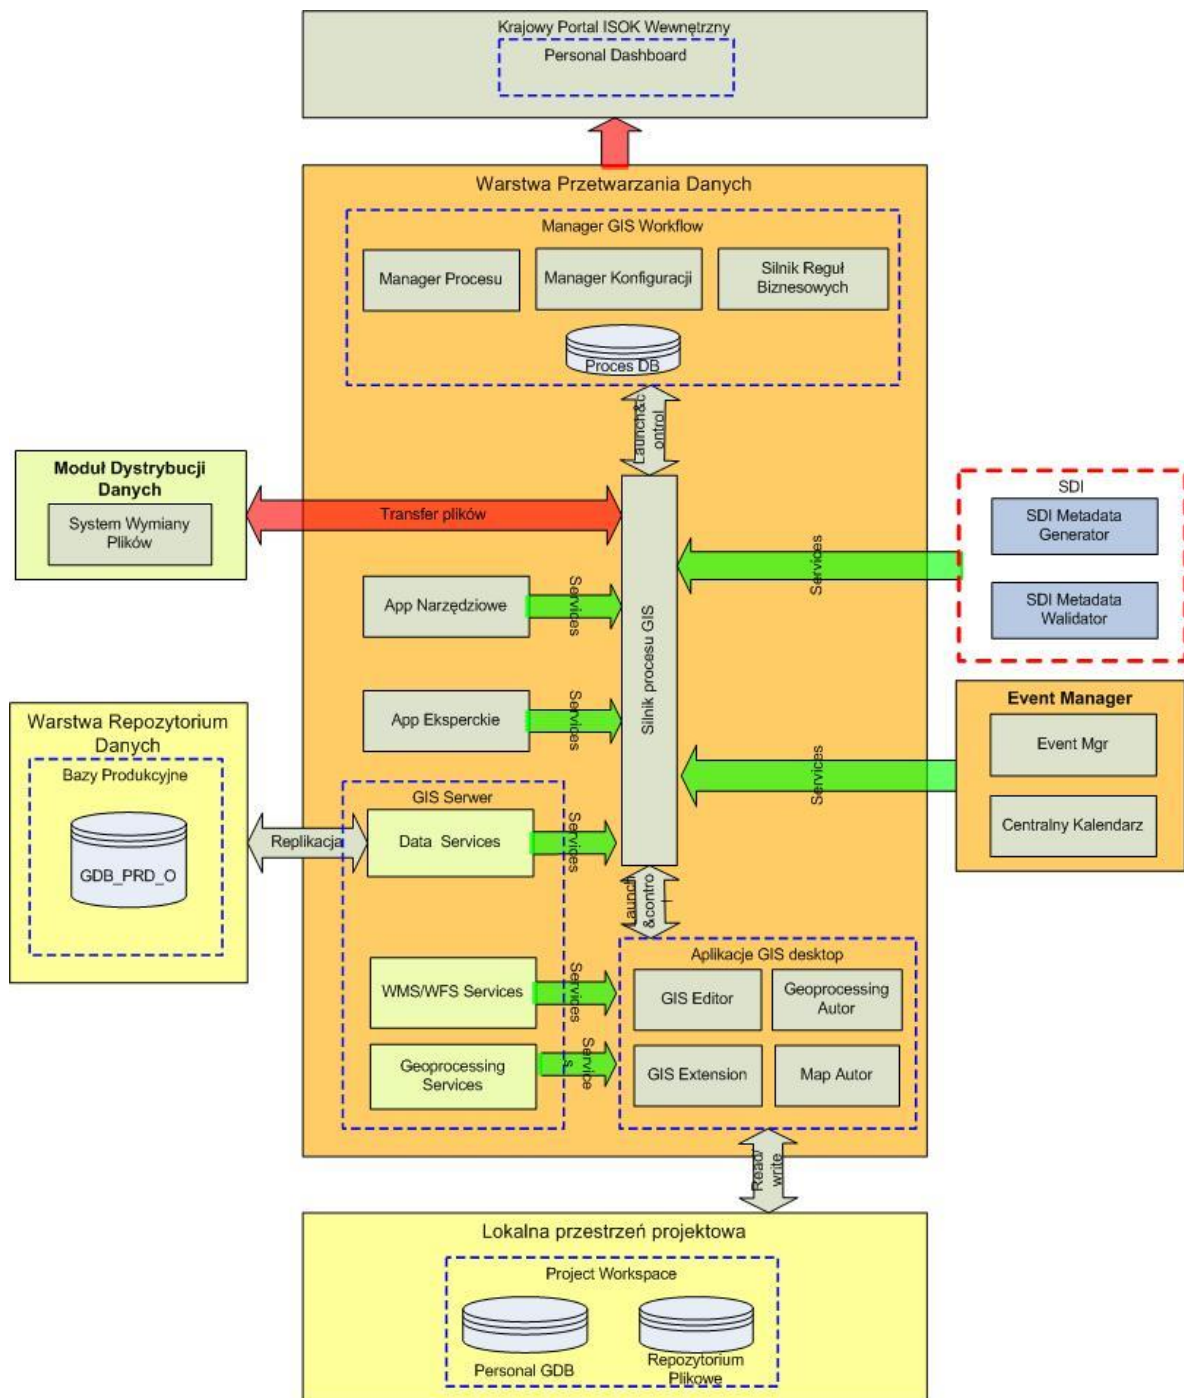 Krajowy Portal ISOK Wewnętrzny
Personal Dashboard
Warstwa Przetwarzania Danych
Manager GIS Workflow
Manager Procesu
Manager Konfiguracji
Silnik Reguł
Biznesowych
Proces DB
Launch&c
ontrol
Moduł Dystrybucji
Danych
System Wymiany
Plików
Transfer plików
SDI
SDI Metadata
Generator
SDI Metadata
Walidator
Services
App Narzędziowe
Services
Silnik procesu GIS
App Eksperckie
Services
Event Manager
Event Mgr
Centralny Kalendarz
Services
Warstwa Repozytorium
Danych
Bazy Produkcyjne
GDB_PRD_O
Replikacja
GIS Serwer
Data Services
Services
Launch
&contro
l
WMS/WFS Services
Services
Geoprocessing
Services
Service
s
Aplikacje GIS desktop
GIS Editor
Geoprocessing
Autor
GIS Extension
Map Autor
Read/
write
Lokalna przestrzeń projektowa
Project Workspace
Personal GDB
Repozytorium
Plikowe